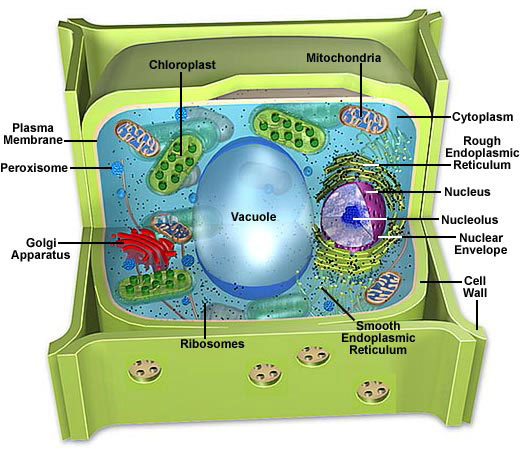 Chloroplast
Mitochondria
Plasma
Membrane
Cytoplasm
Rough
Endoplasmic
Reticulum
Peroxisome
Nucleus
Vacuole
Nucleolus
Golgi
Apparatus
Nuclear
Envelope
Cell
Wall
Ribosomes
Smooth
Endoplasmic
Reticulum